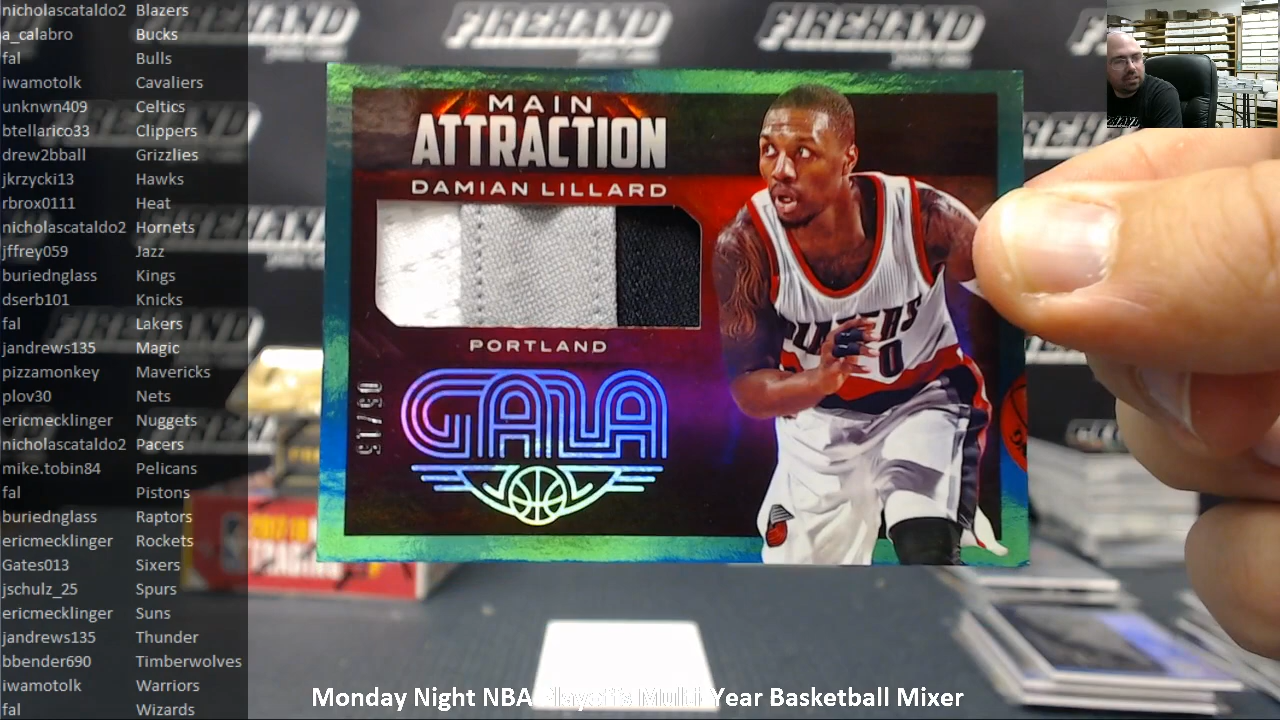 nicholascataldo2 Blazers
a_calabro Bucks
fal Bulls
iwamotolk Cavaliers
unknwn409 Celtics
btellarico33 Clippers
drew2bball Grizzlies
jkrzycki13 Hawks
rbrox0111 Heat
nicholascataldo2 Hornets
jffrey059 Jazz
buriednglass Kings
dserb101 Knicks
fal Lakers
jandrews135 Magic
pizzamonkey Mavericks
plov30 Nets
ericmecklinger Nuggets
nicholascataldo2 Pacers
mike.tobin84 Pelicans
fal Pistons
buriednglass Raptors
ericmecklinger Rockets
Gates013 Sixers
jschulz_25 Spurs
ericmecklinger Suns
jandrews135 Thunder
bbender690 Timberwolves
iwamotolk Warriors
fal Wizards
FIREHAND
FIREHAND
MAIN
ATTRACTION
DAMIAN LILLARD
PORTLAND
GALA
BLAZERS
0
Monday Night NBA Playoffs Multi-Year Basketball Mixer